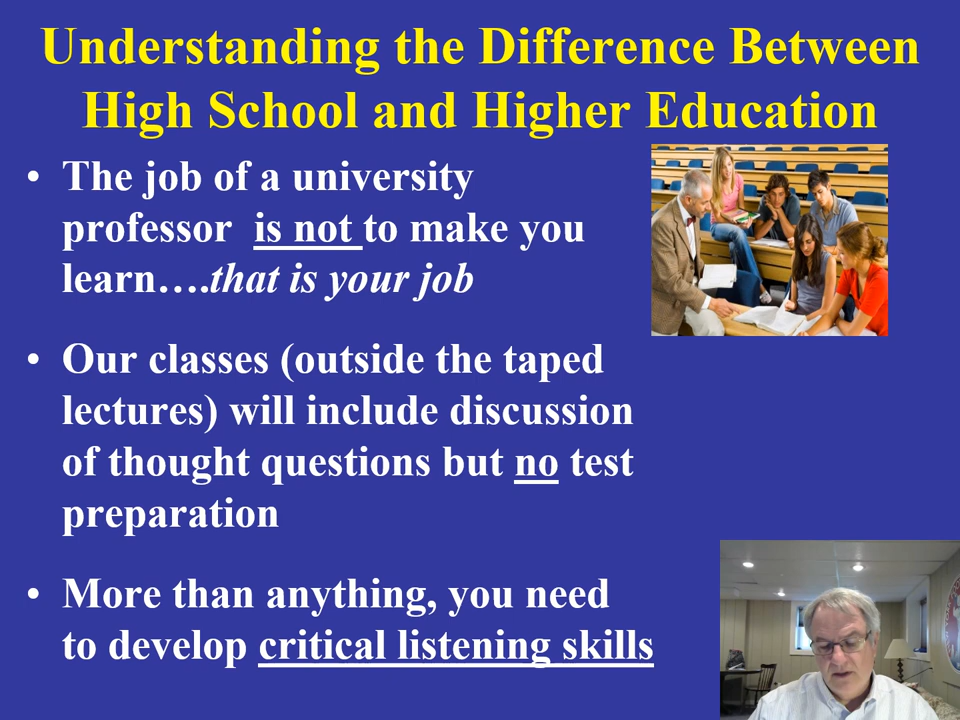 Understanding the Difference Between
High School and Higher Education
• The job of a university
professor is not to make you
learn….that is your job
• Our classes (outside the taped
lectures) will include discussion
of thought questions but no test
preparation
• More than anything, you need
to develop critical listening skills